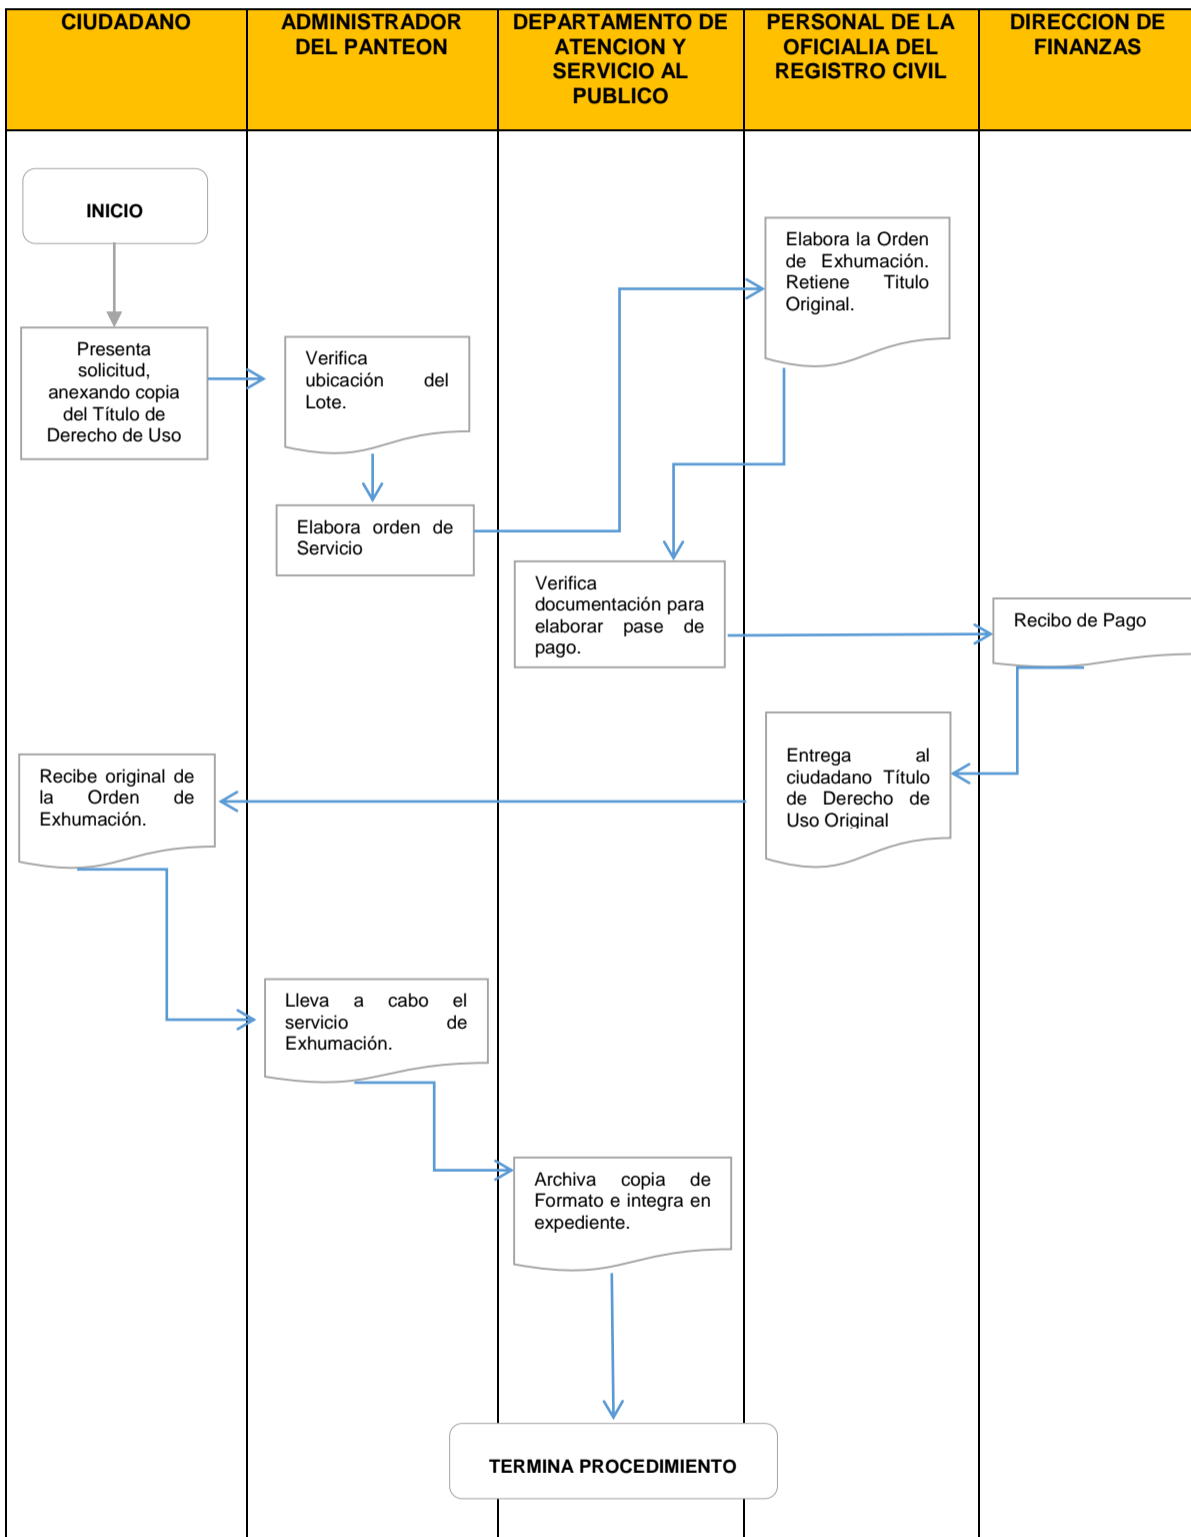 CIUDADANO
ADMINISTRADOR
DEL PANTEON
DEPARTAMENTO DE
ATENCION Y
SERVICIO AL
PUBLICO
PERSONAL DE LA
OFICIALIA DEL
REGISTRO CIVIL
DIRECCION DE
FINANZAS
INICIO
Presenta
solicitud,
anexando copia
del Título de
Derecho de Uso
Verifica
ubicación del
Lote.
Elabora orden de
Servicio
Elabora la Orden
de Exhumación.
Retiene Titulo
Original.
Verifica
documentación para
elaborar pase de
pago.
Recibo de Pago
Entrega al
ciudadano Título
de Derecho de
Uso Original
Recibe original de
la Orden de
Exhumación.
Lleva a cabo el
servicio de
Exhumación.
Archiva copia de
Formato e integra en
expediente.
TERMINA PROCEDIMIENTO